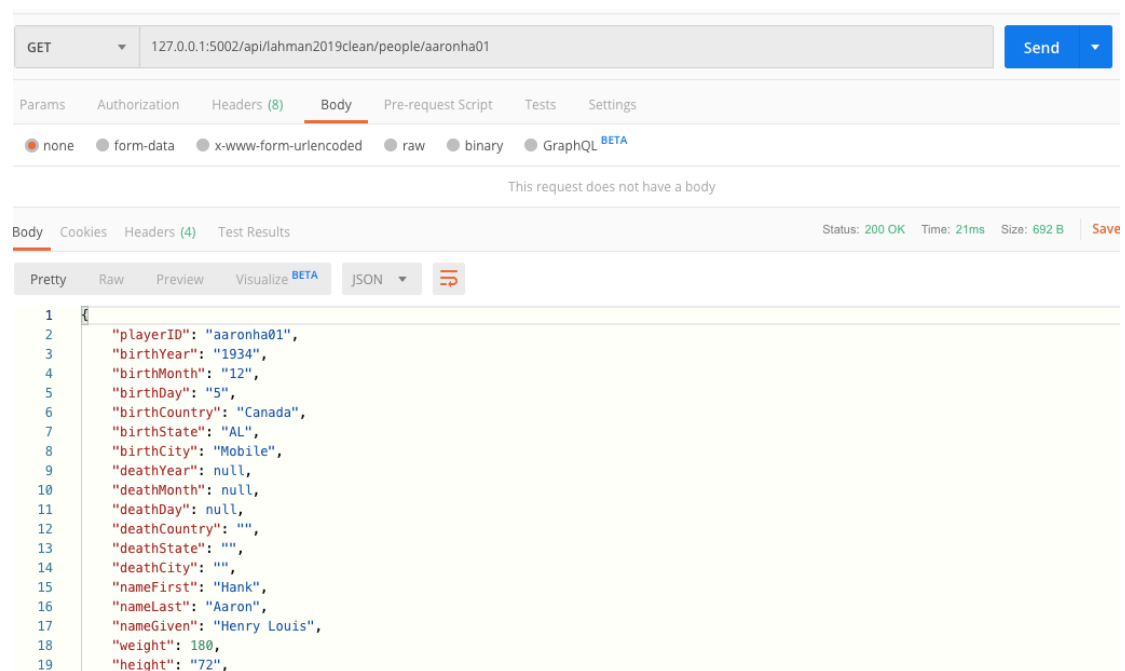 GET 127.0.0.1:5002/api/lahman2019clean/people/aaronha01 Send
Params Authorization Headers (8) Body Pre-request Script Tests Settings
none form-data x-www-form-urlencoded raw binary GraphQL BETA
This request does not have a body
Body Cookies Headers (4) Test Results Status: 200 OK Time: 21ms Size: 692 B Save
Pretty Raw Preview Visualize BETA JSON
1 {
2 "playerID": "aaronha01",
3 "birthYear": "1934",
4 "birthMonth": "12",
5 "birthDay": "5",
6 "birthCountry": "Canada",
7 "birthState": "AL",
8 "birthCity": "Mobile",
9 "deathYear": null,
10 "deathMonth": null,
11 "deathDay": null,
12 "deathCountry": "",
13 "deathState": "",
14 "deathCity": "",
15 "nameFirst": "Hank",
16 "nameLast": "Aaron",
17 "nameGiven": "Henry Louis",
18 "weight": 180,
19 "height": "72",